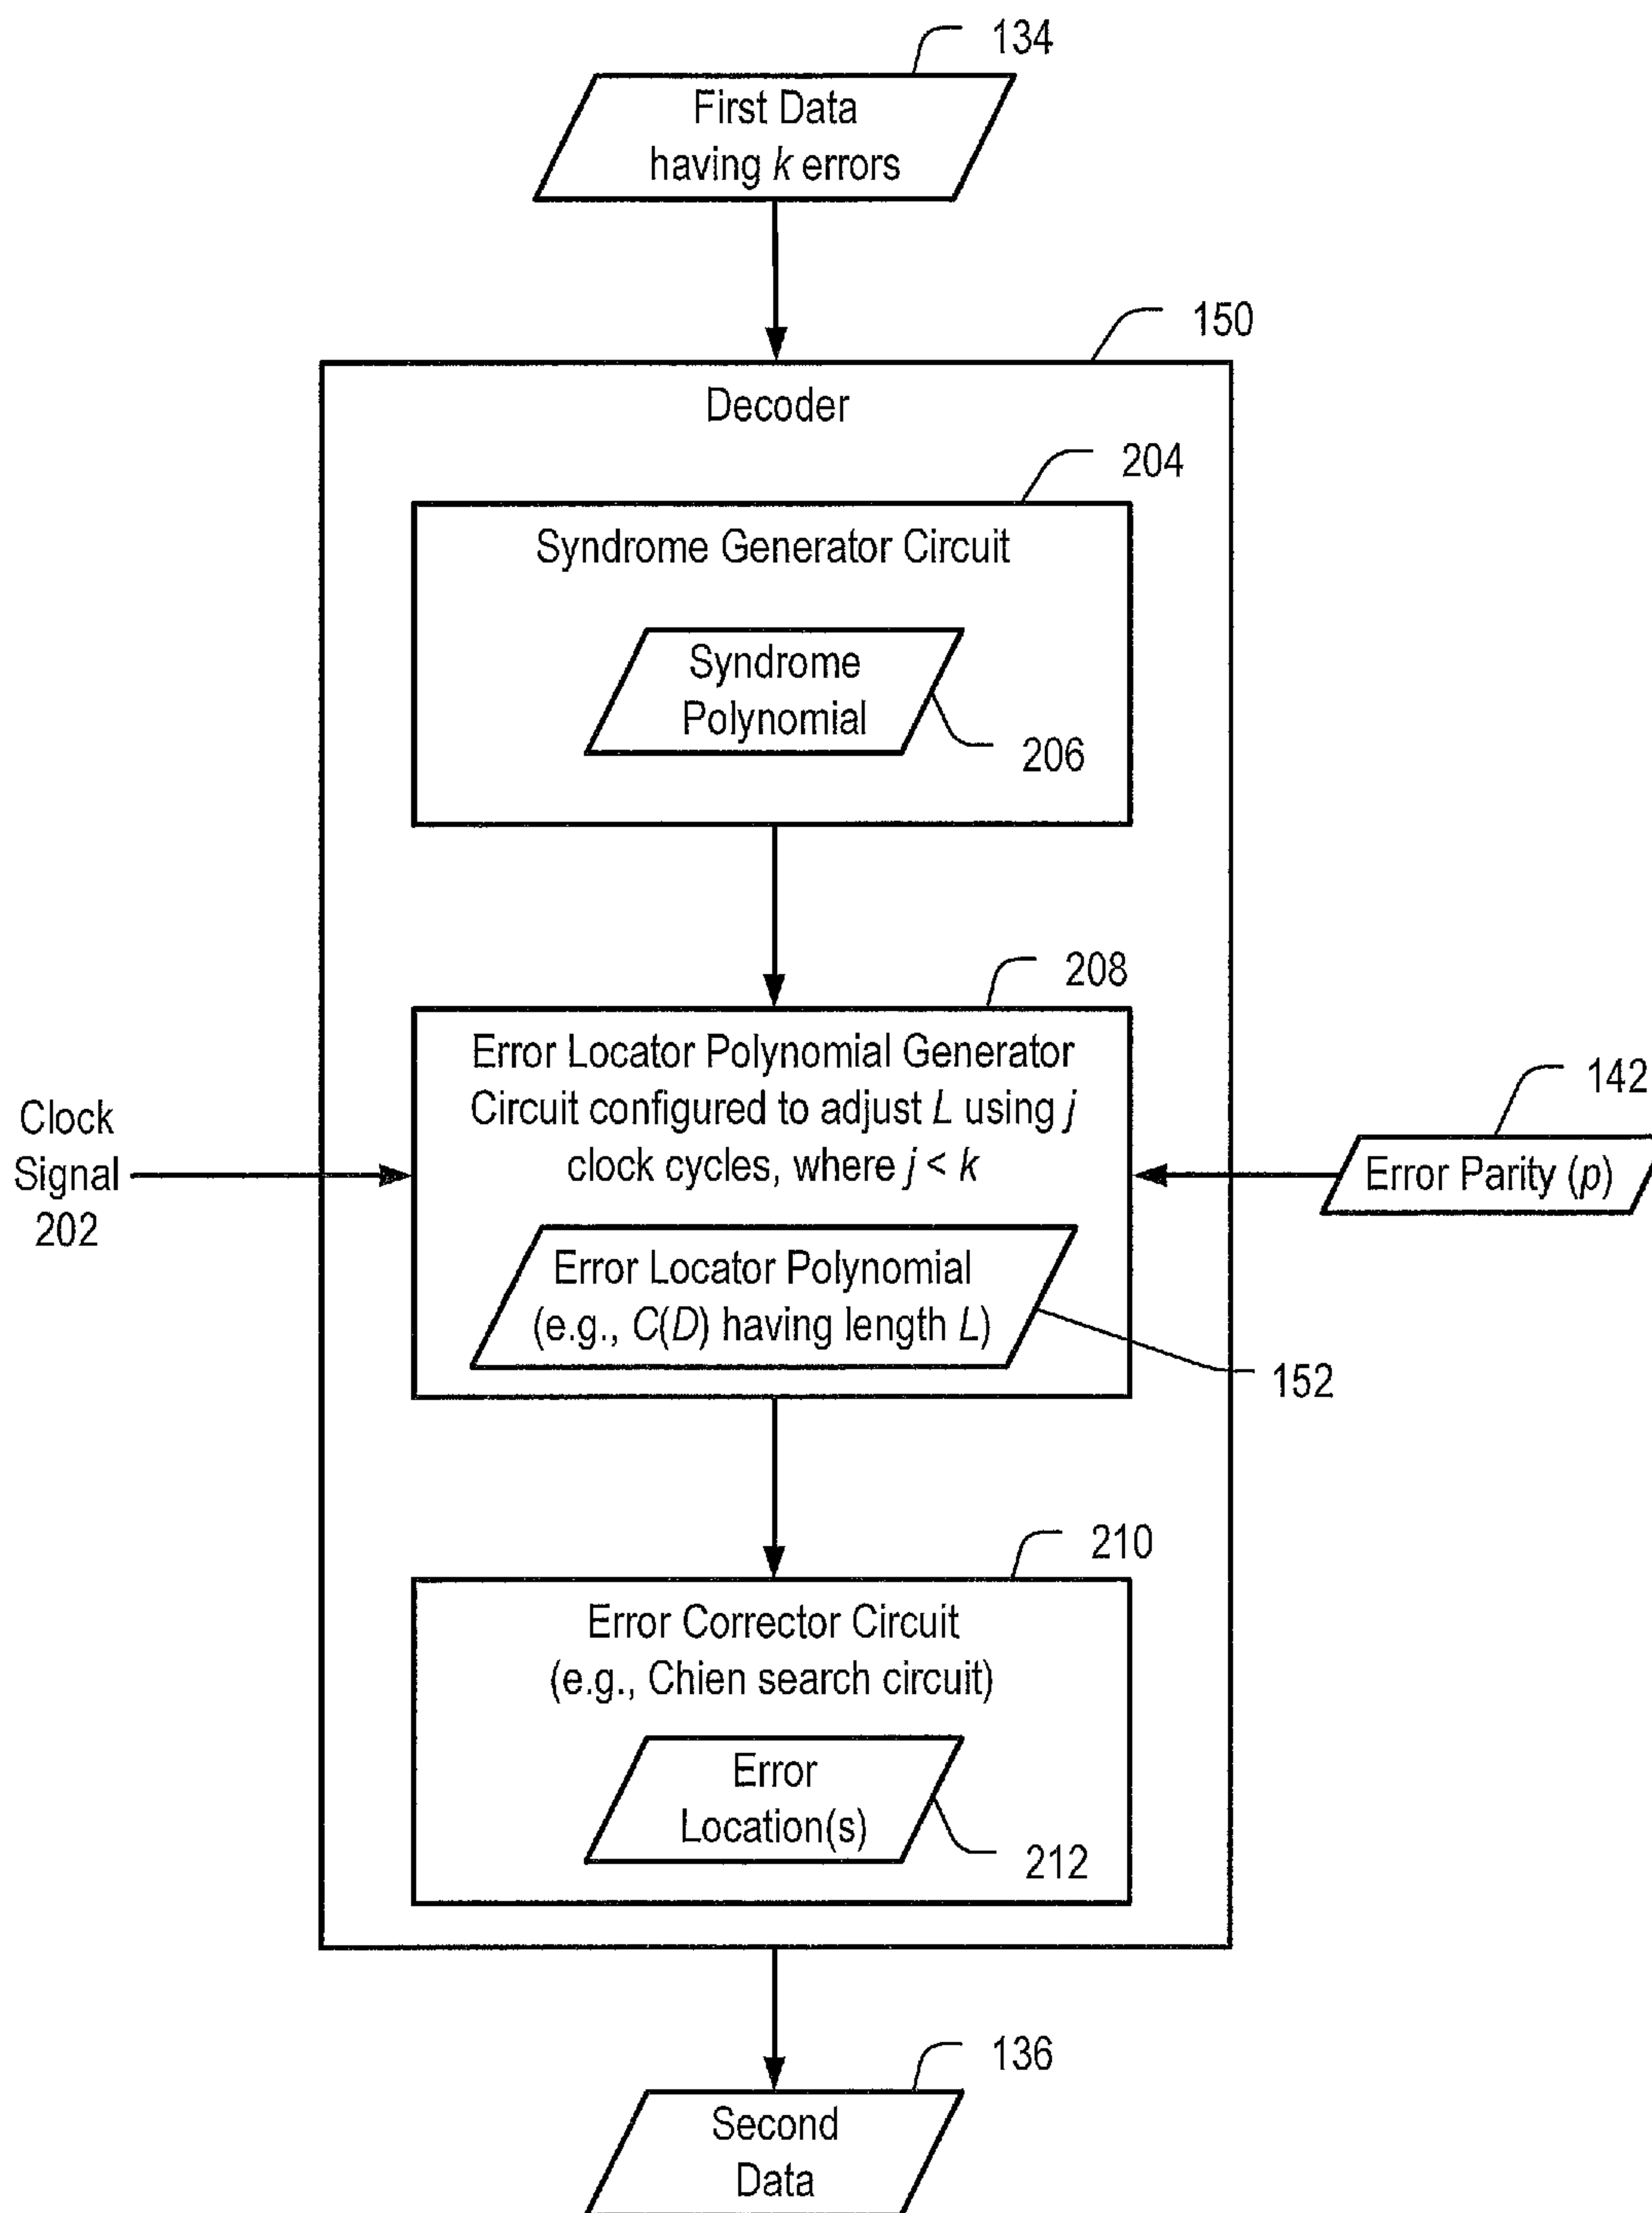 134
First Data
having k errors
150
Decoder
204
Syndrome Generator Circuit
Syndrome
Polynomial
206
208
Error Locator Polynomial Generator
Circuit configured to adjust L using j
clock cycles, where j < k
Clock
Signal
202
142
Error Parity (p)
Error Locator Polynomial
(e.g., C(D) having length L)
152
210
Error Corrector Circuit
(e.g., Chien search circuit)
Error
Location(s)
212
136
Second
Data